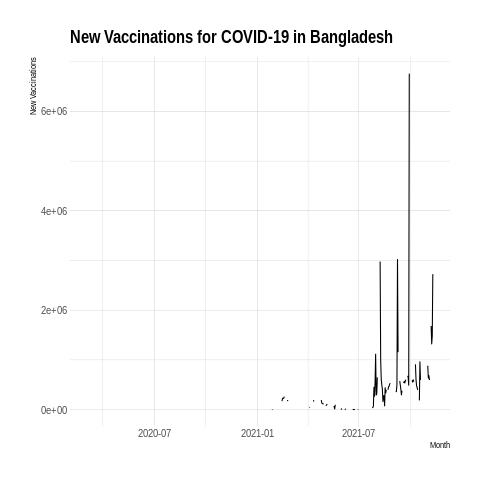 New Vaccinations for COVID-19 in Bangladesh
New Vaccinations
6e+06
4e+06
2e+06
0e+00
2020-07
2021-01
2021-07
Month